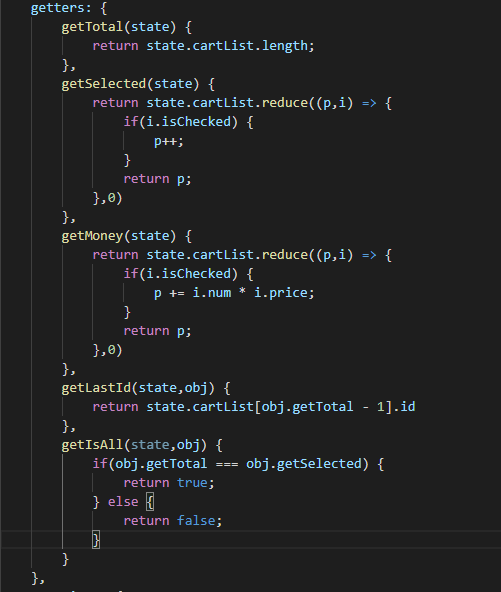 getters: {
    getTotal(state) {
        return state.cartList.length;
    },
    getSelected(state) {
        return state.cartList.reduce((p,i) => {
            if(i.isChecked) {
                p++;
            }
            return p;
        },0)
    },
    getMoney(state) {
        return state.cartList.reduce((p,i) => {
            if(i.isChecked) {
                p += i.num * i.price;
            }
            return p;
        },0)
    },
    getLastId(state,obj) {
        return state.cartList[obj.getTotal - 1].id
    },
    getIsAll(state,obj) {
        if(obj.getTotal === obj.getSelected) {
            return true;
        } else {
            return false;
        }
    }
},